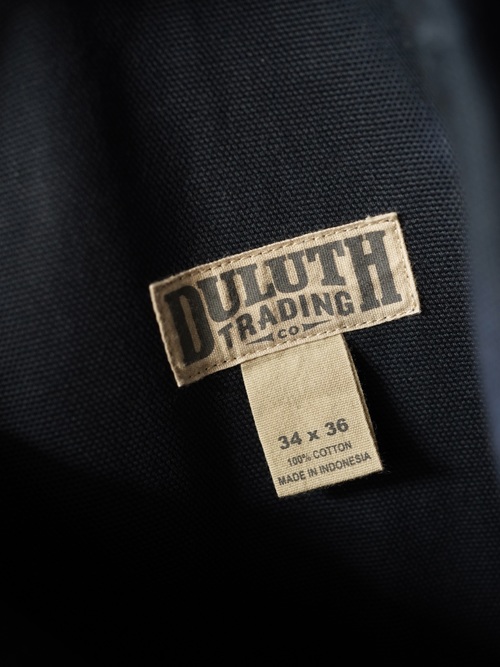 DULUTH
TRADING
CO
34 x 36
100% COTTON
MADE IN INDONESIA